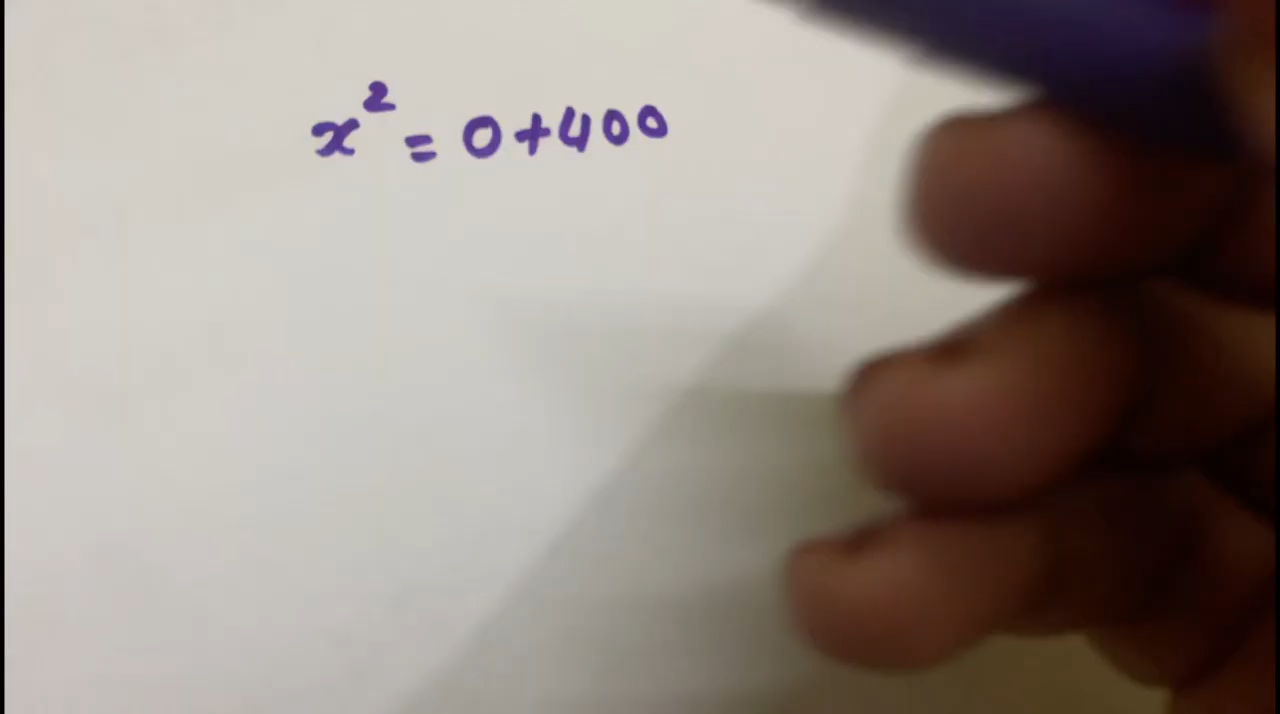 x² = 0+400